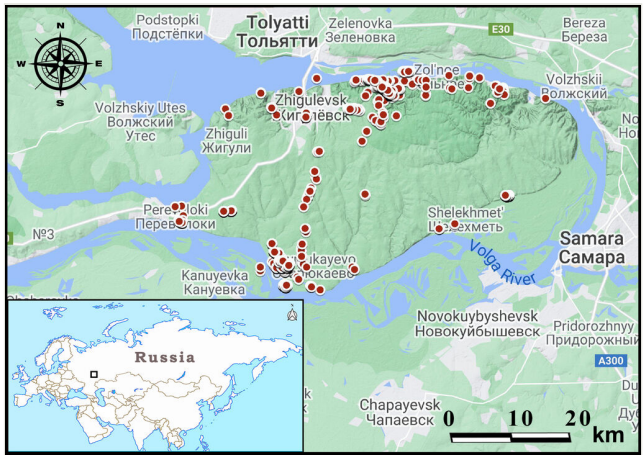 Podstopki
Подстёпки
Tolyatti
Тольятти
Zelenovka
Зеленовка
E30
Bereza
Береза
N
W E
S
Zol'noe
Volzhskii
Волжский
Volzhskiy Utes
Волжский
Утес
Zhigulevsk
Жигулёвск
Zhiguli
Жигули
Perevoloki
Переволоки
№3
Shelekhmet'
Шелехметь
Samara
Самара
Volga River
Kanuyevka
Кануевка
Novokuybyshevsk
Новокуйбышевск
Pridorozhnyy
Придорожный
A300
Russia
Chapayevsk
Чапаевск
0 10 20
km